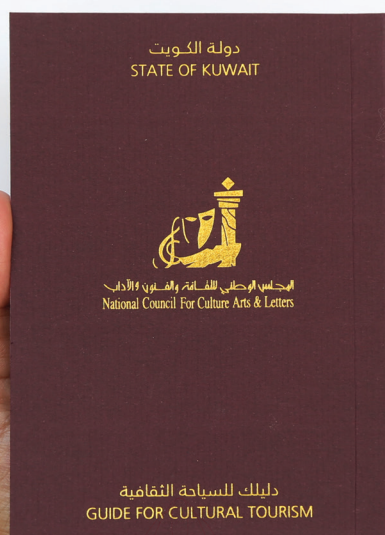 دولة الكويت
STATE OF KUWAIT
المجلس الوطني للثقافة والفنون والآداب
National Council For Culture Arts & Letters
دليلك للسياحة الثقافية
GUIDE FOR CULTURAL TOURISM